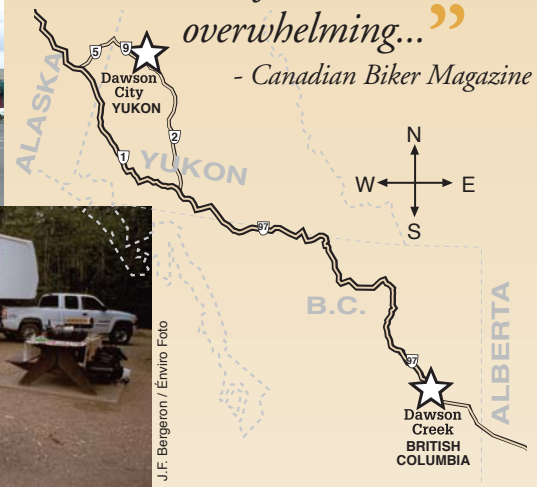 overwhelming...”
- Canadian Biker Magazine
5
9
Dawson
City
YUKON
ALASKA
2
1
YUKON
N
W
E
S
97
B.C.
ALBERTA
97
Dawson
Creek
BRITISH
COLUMBIA
J.F. Bergeron / Énviro Foto